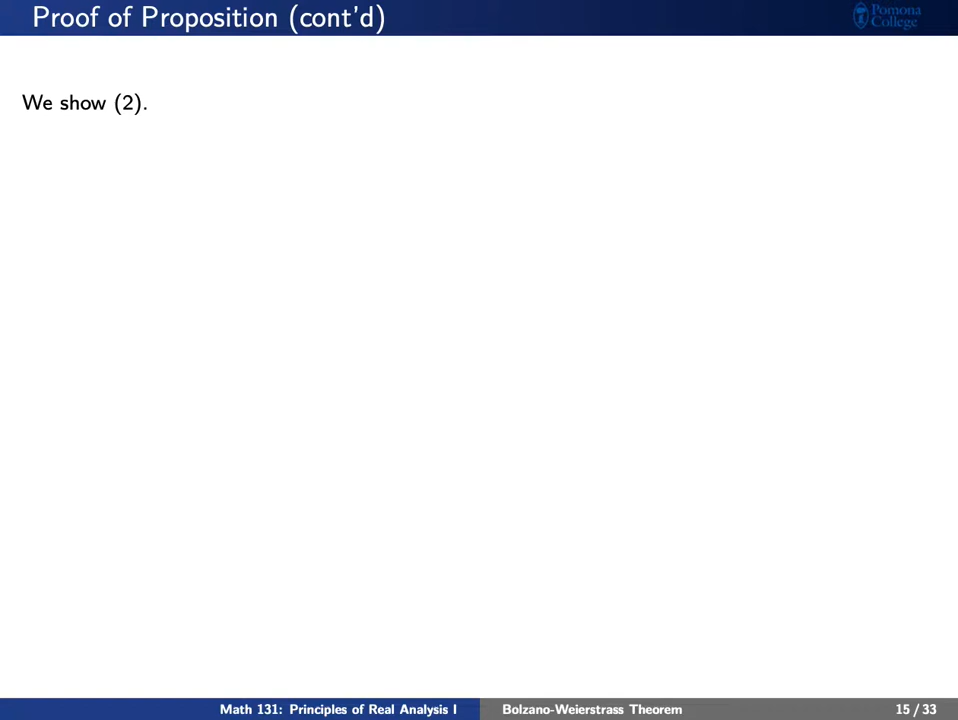 Proof of Proposition (cont'd)
Pomona
College
We show (2).
Math 131: Principles of Real Analysis I
Bolzano-Weierstrass Theorem
15 / 33